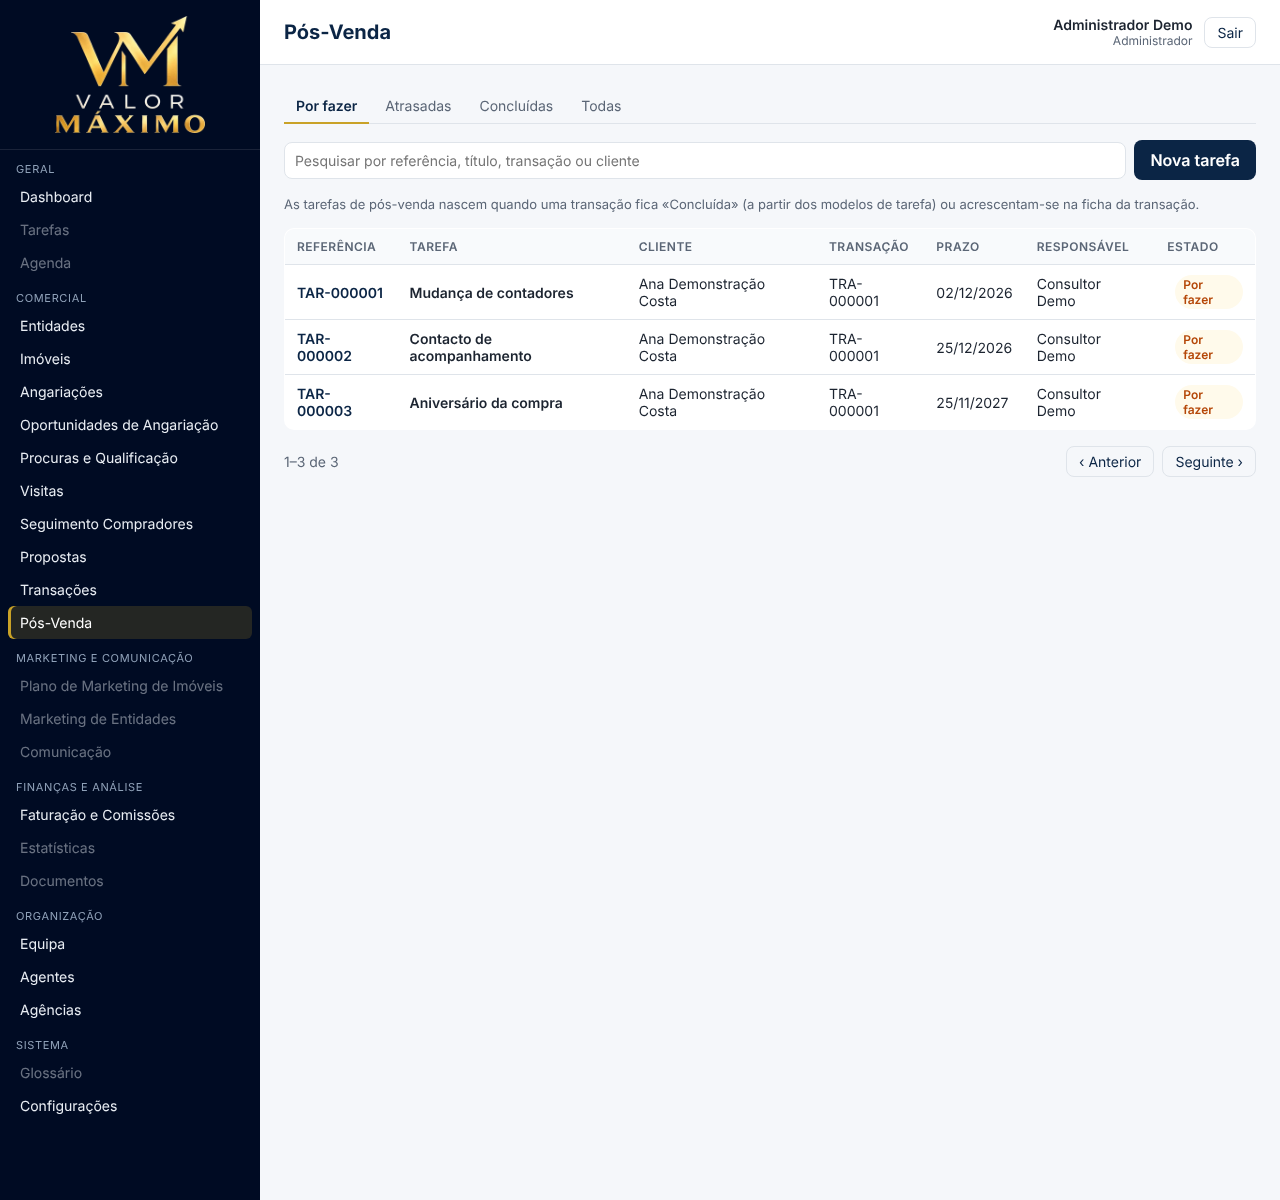 VM
VALOR
MÁXIMO
GERAL
Dashboard
Tarefas
Agenda
COMERCIAL
Entidades
Imóveis
Angariações
Oportunidades de Angariação
Procuras e Qualificação
Visitas
Seguimento Compradores
Propostas
Transações
Pós-Venda
MARKETING E COMUNICAÇÃO
Plano de Marketing de Imóveis
Marketing de Entidades
Comunicação
FINANÇAS E ANÁLISE
Faturação e Comissões
Estatísticas
Documentos
ORGANIZAÇÃO
Equipa
Agentes
Agências
SISTEMA
Glossário
Configurações
Pós-Venda
Administrador Demo
Administrador
Sair
Por fazer Atrasadas Concluídas Todas
Pesquisar por referência, título, transação ou cliente
Nova tarefa
As tarefas de pós-venda nascem quando uma transação fica «Concluída» (a partir dos modelos de tarefa) ou acrescentam-se na ficha da transação.
REFERÊNCIA TAREFA CLIENTE TRANSAÇÃO PRAZO RESPONSÁVEL ESTADO
TAR-000001 Mudança de contadores Ana Demonstração Costa TRA-000001 02/12/2026 Consultor Demo Por fazer
TAR-000002 Contacto de acompanhamento Ana Demonstração Costa TRA-000001 25/12/2026 Consultor Demo Por fazer
TAR-000003 Aniversário da compra Ana Demonstração Costa TRA-000001 25/11/2027 Consultor Demo Por fazer
1–3 de 3
‹ Anterior
Seguinte ›